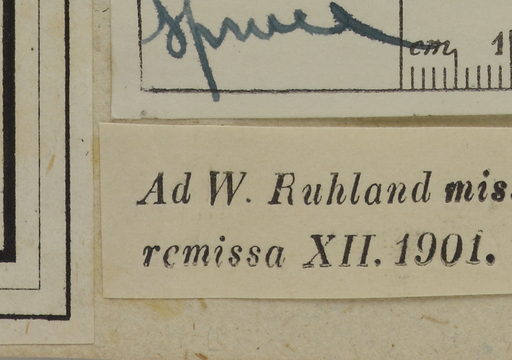 Spruce
cm 1
Ad W. Ruhland mis
remissa XII. 1901.